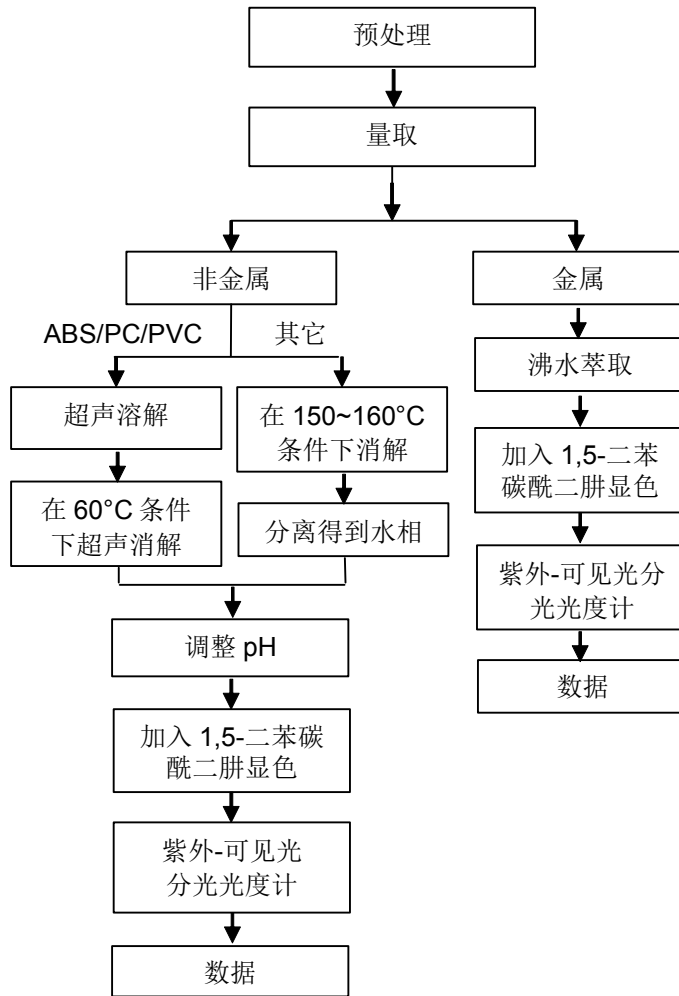 预处理
量取
非金属
金属
ABS/PC/PVC
其它
沸水萃取
超声溶解
在 150~160°C
条件下消解
加入 1,5-二苯
碳酰二肼显色
在 60°C 条件
下超声消解
分离得到水相
紫外-可见光分
光光度计
调整 pH
数据
加入 1,5-二苯碳
酰二肼显色
紫外-可见光
分光光度计
数据